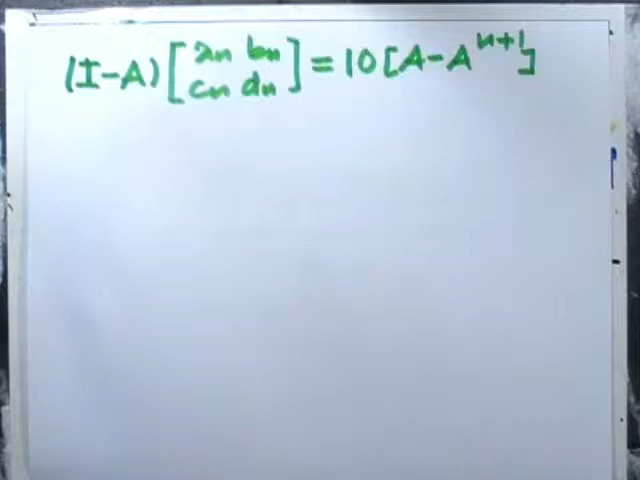 (I-A) [an bn cn dn] = 10 [A - A^{n+1}]